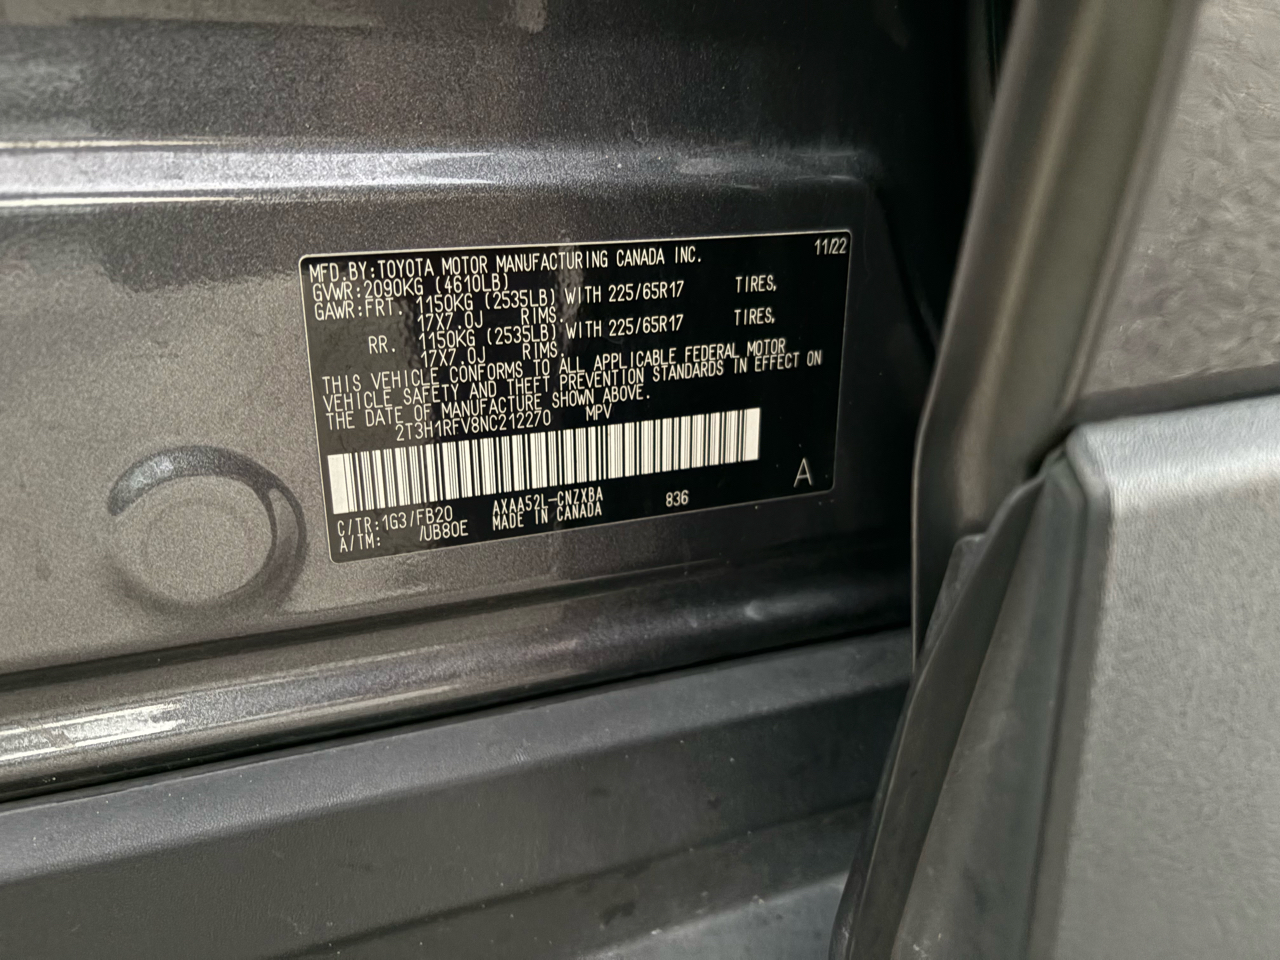 MFD.BY:TOYOTA MOTOR MANUFACTURING CANADA INC. 11/22
GVWR:2090KG (4610LB)
GAWR:FRT. 1150KG (2535LB) WITH 225/65R17 TIRES,
17X7.0J RIMS.
RR. 1150KG (2535LB) WITH 225/65R17 TIRES,
17X7.0J RIMS.
THIS VEHICLE CONFORMS TO ALL APPLICABLE FEDERAL MOTOR
VEHICLE SAFETY AND THEFT PREVENTION STANDARDS IN EFFECT ON
THE DATE OF MANUFACTURE SHOWN ABOVE.
2T3H1RFV8NC212270 MPV
C/TR:1G3/FB20 AXAA52L-CNZXBA 836 A
A/TM: /UB80E MADE IN CANADA